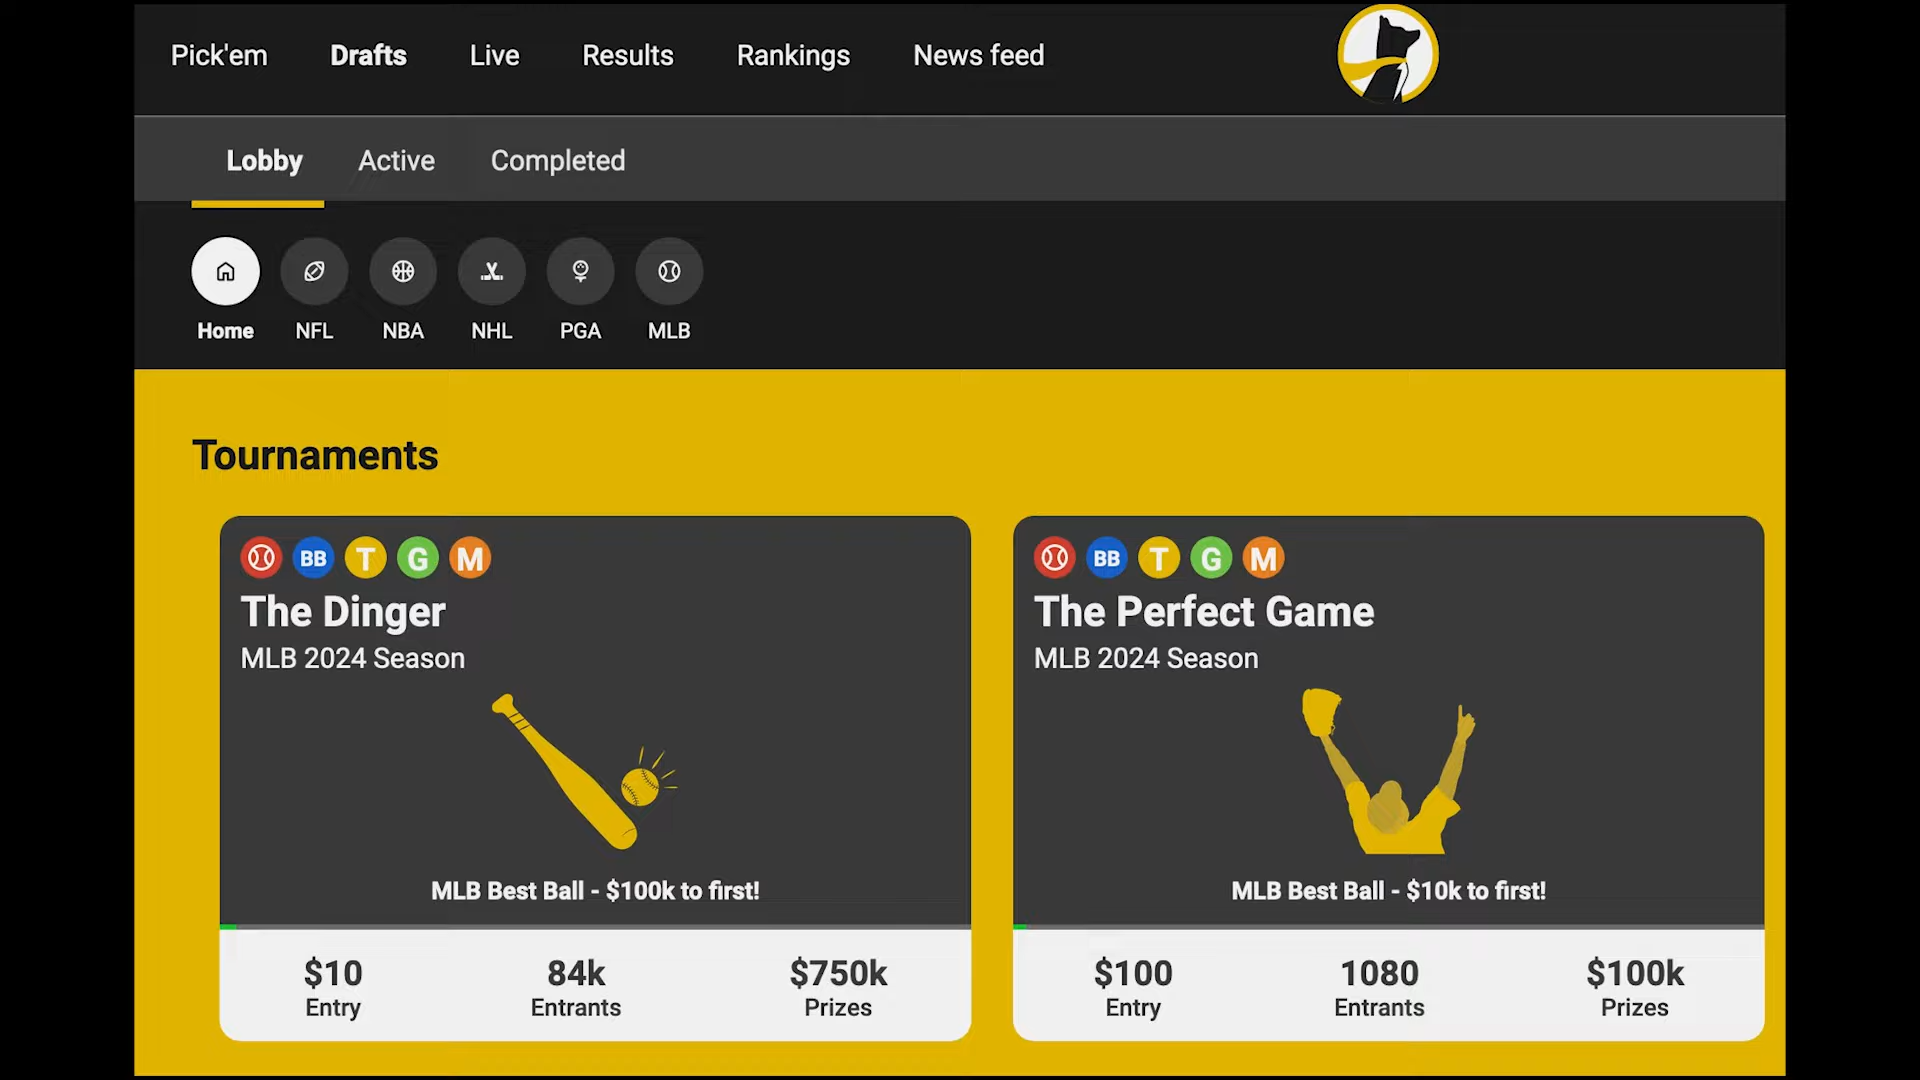 Pick'em Drafts Live Results Rankings News feed
Lobby Active Completed
Home NFL NBA NHL PGA MLB
Tournaments
BB T G M
The Dinger
MLB 2024 Season
MLB Best Ball - $100k to first!
$10 84k $750k
Entry Entrants Prizes
BB T G M
The Perfect Game
MLB 2024 Season
MLB Best Ball - $10k to first!
$100 1080 $100k
Entry Entrants Prizes